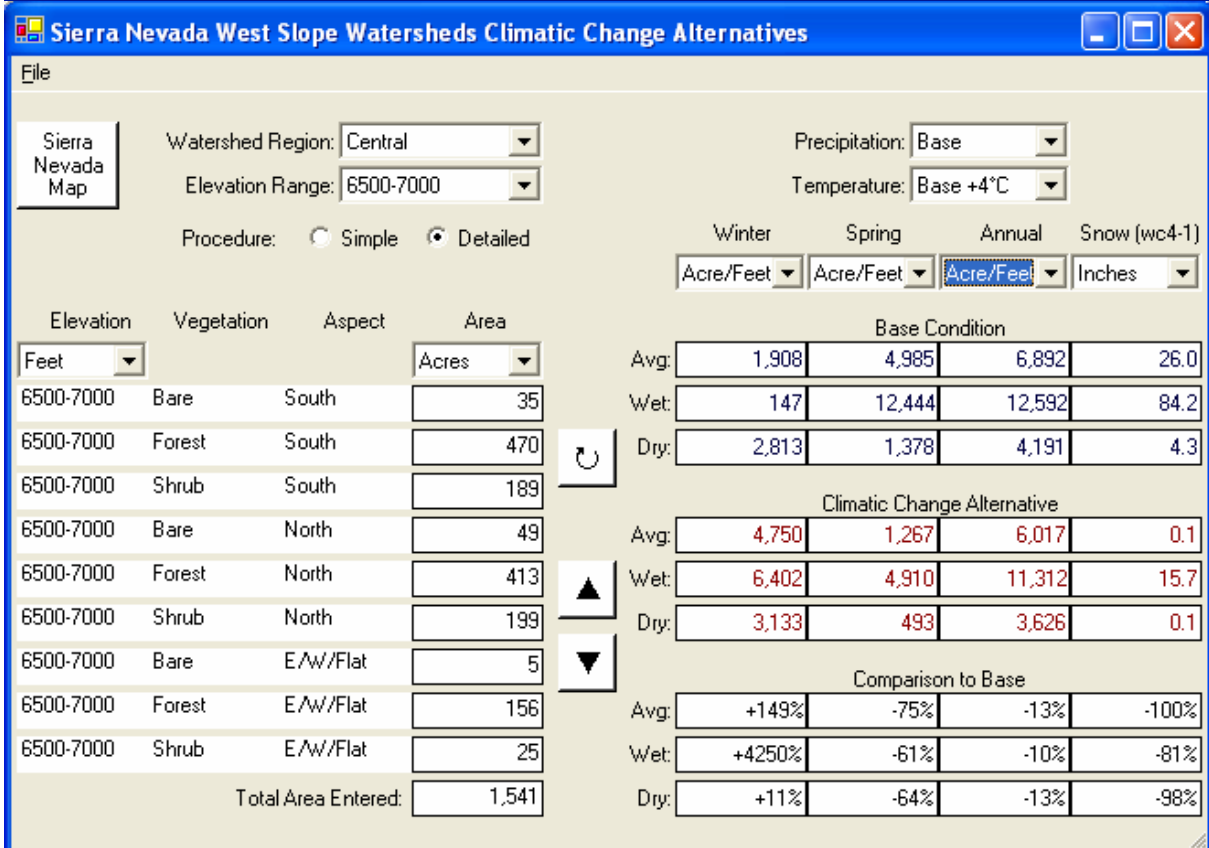 Sierra Nevada West Slope Watersheds Climatic Change Alternatives
File
Sierra
Nevada
Map
Watershed Region: Central
Elevation Range: 6500-7000
Procedure: Simple Detailed
Precipitation: Base
Temperature: Base +4°C
Winter Spring Annual Snow (wc4-1)
Acre/Feet Acre/Feet Acre/Feet Inches
Elevation Vegetation Aspect Area
Feet Acres
6500-7000 Bare South 35
6500-7000 Forest South 470
6500-7000 Shrub South 189
6500-7000 Bare North 49
6500-7000 Forest North 413
6500-7000 Shrub North 199
6500-7000 Bare E/W/Flat 5
6500-7000 Forest E/W/Flat 156
6500-7000 Shrub E/W/Flat 25
Total Area Entered: 1,541
Base Condition
Avg: 1,908 4,985 6,892 26.0
Wet: 147 12,444 12,592 84.2
Dry: 2,813 1,378 4,191 4.3
Climatic Change Alternative
Avg: 4,750 1,267 6,017 0.1
Wet: 6,402 4,910 11,312 15.7
Dry: 3,133 493 3,626 0.1
Comparison to Base
Avg: +149% -75% -13% -100%
Wet: +4250% -61% -10% -81%
Dry: +11% -64% -13% -98%